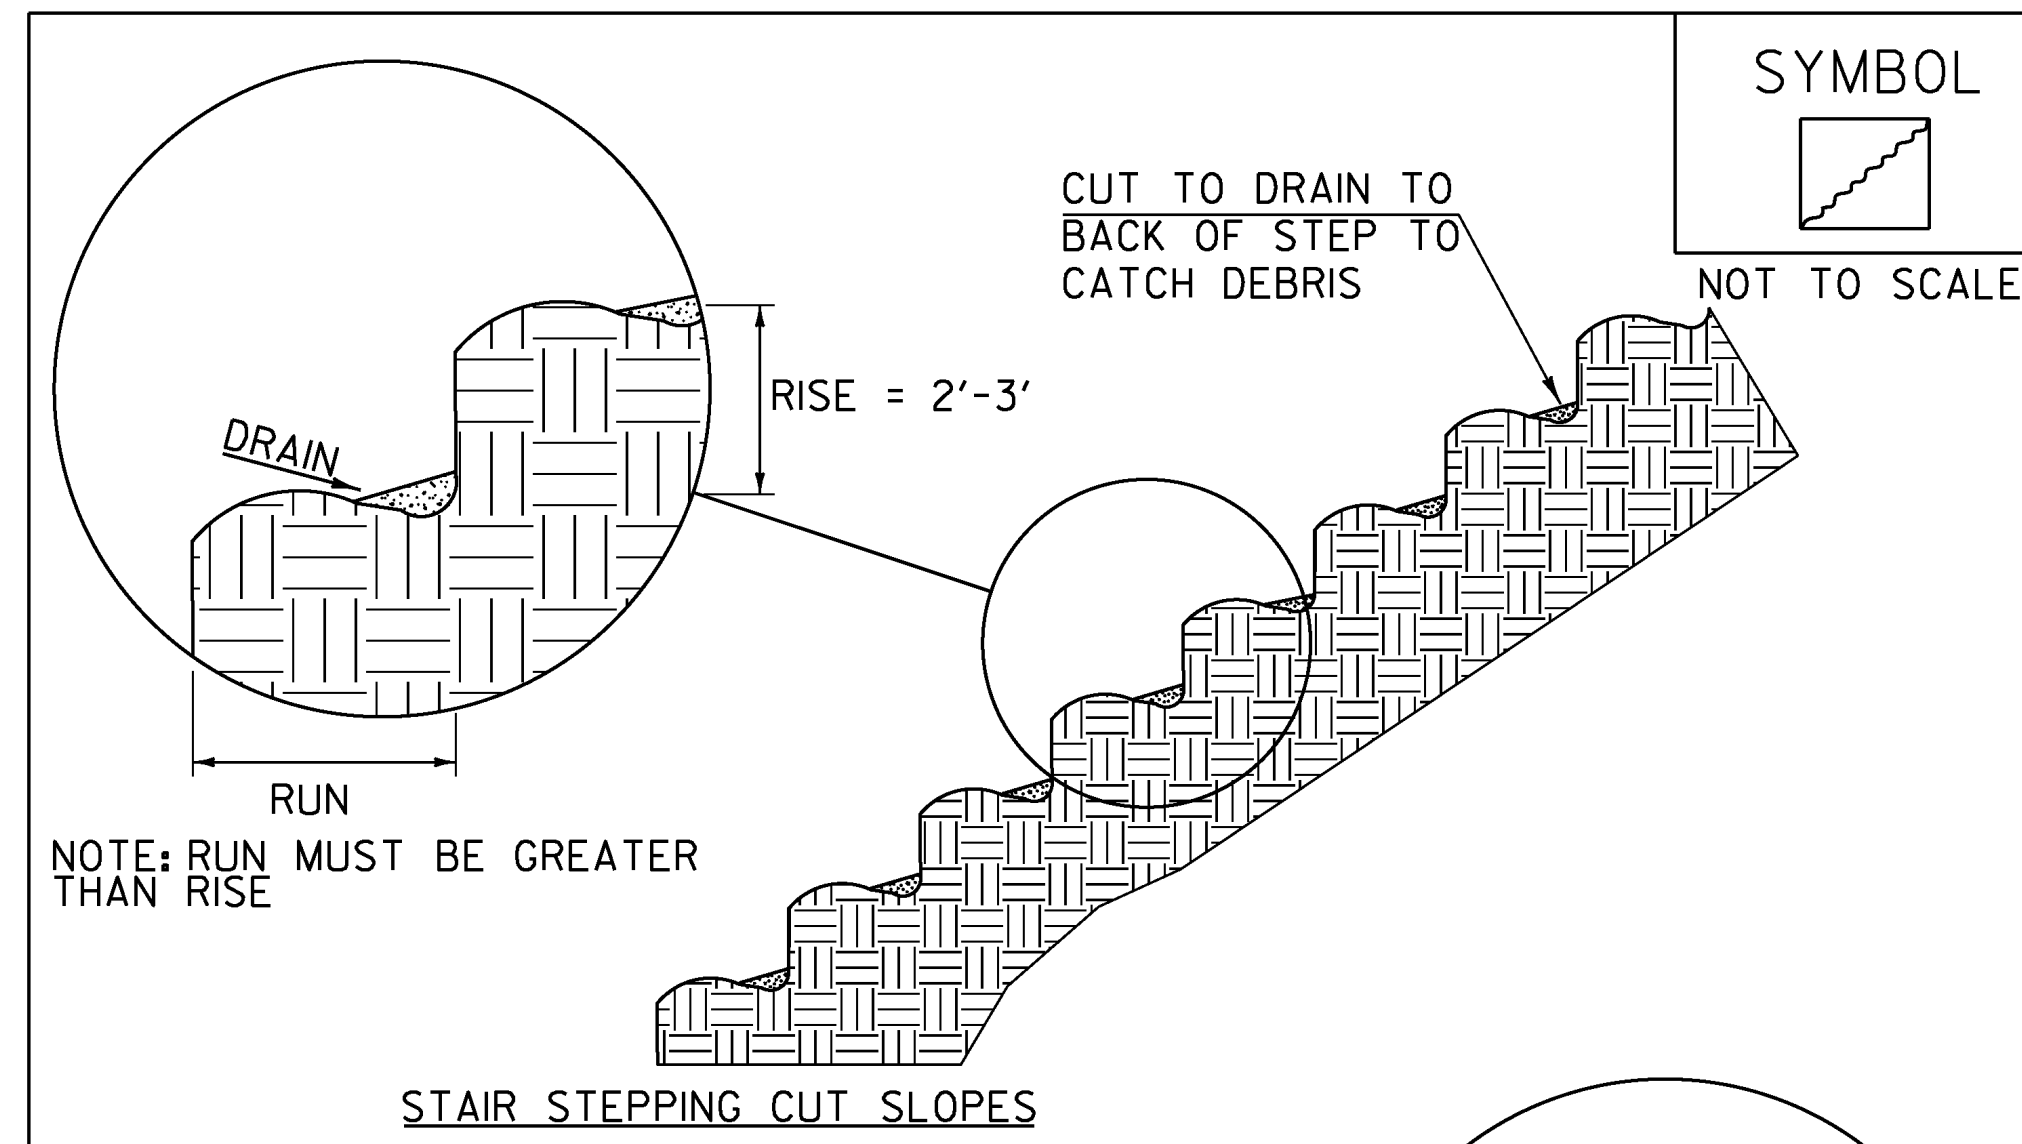 SYMBOL
NOT TO SCALE
CUT TO DRAIN TO
BACK OF STEP TO
CATCH DEBRIS
RISE = 2'-3'
DRAIN
RUN
NOTE: RUN MUST BE GREATER
THAN RISE
STAIR STEPPING CUT SLOPES